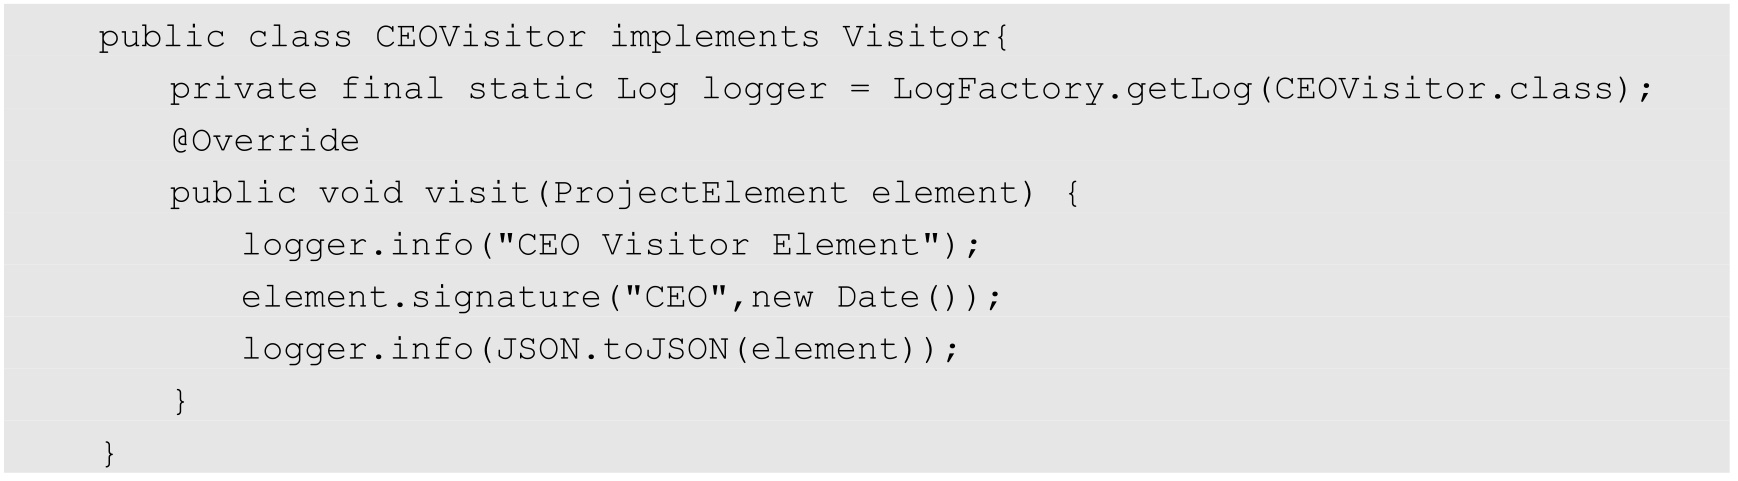 public class CEOVisitor implements Visitor{
private final static Log logger = LogFactory.getLog(CEOVisitor.class);
@Override
public void visit(ProjectElement element) {
logger.info("CEO Visitor Element");
element.signature("CEO",new Date());
logger.info(JSON.toJSON(element));
}
}